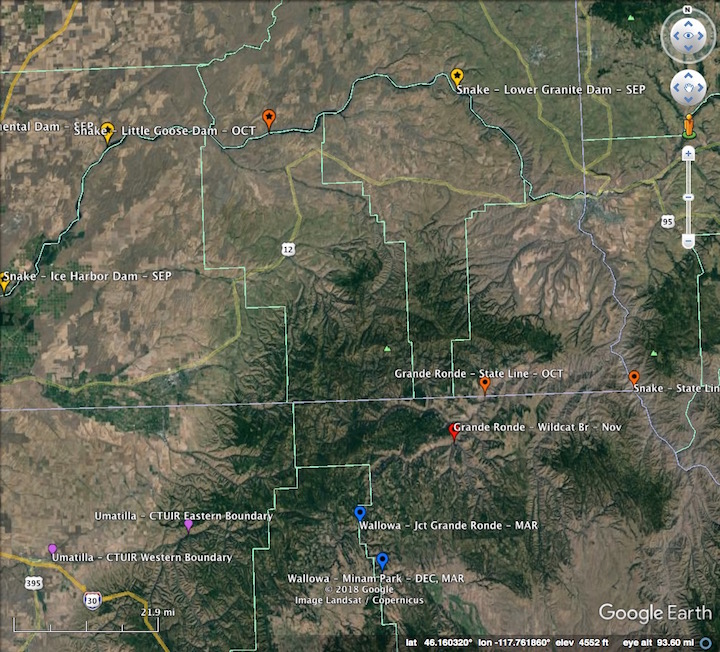 N
Snake – Lower Granite Dam – SEP
ental Dam – SEP
Snake – Little Goose Dam – OCT
95
12
Snake – Ice Harbor Dam – SEP
Grande Ronde – State Line – OCT
Snake – State Lin
Grande Ronde – Wildcat Br – Nov
Umatilla – CTUIR Eastern Boundary
Wallowa – Jct Grande Ronde – MAR
Umatilla – CTUIR Western Boundary
Wallowa – Minam Park – DEC, MAR
395
© 2018 Google
30
Image Landsat / Copernicus
21.9 mi
Google Earth
lat 46.160320° lon -117.761860° elev 4552 ft eye alt 93.60 mi